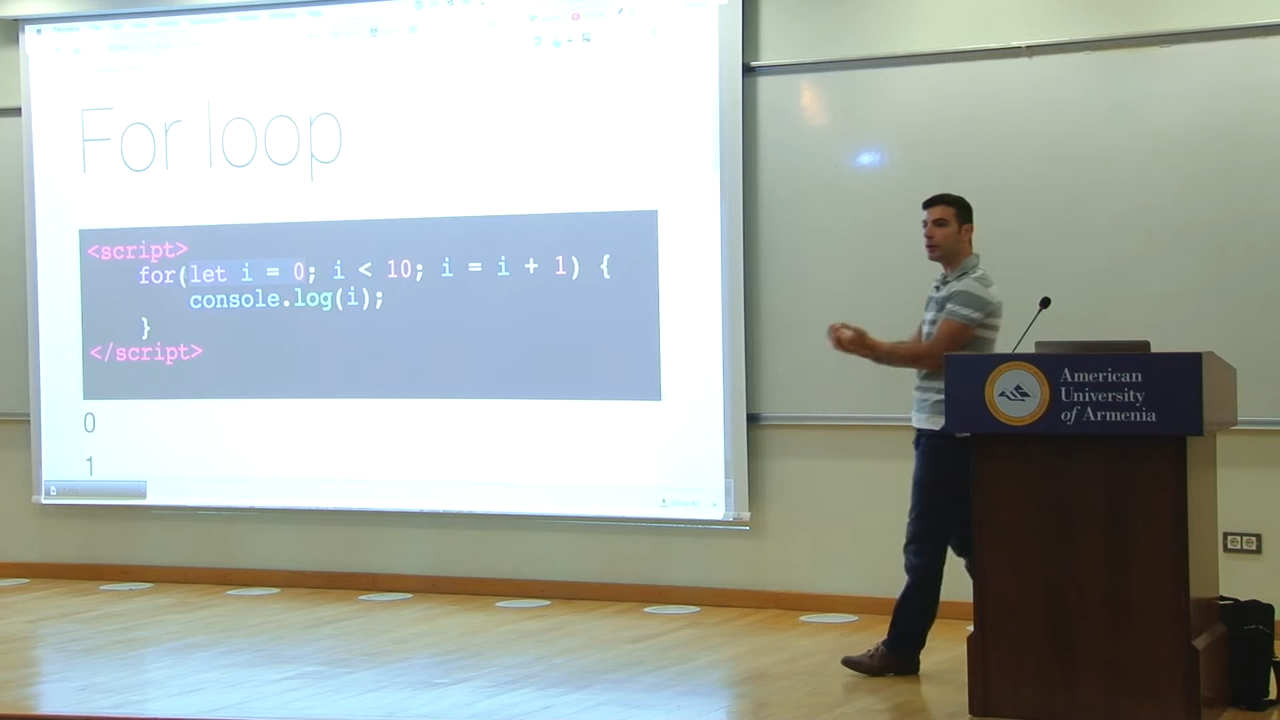 For loop
<script>
for(let i = 0; i < 10; i = i + 1) {
console.log(i);
}
</script>
0
1
American
University
of Armenia